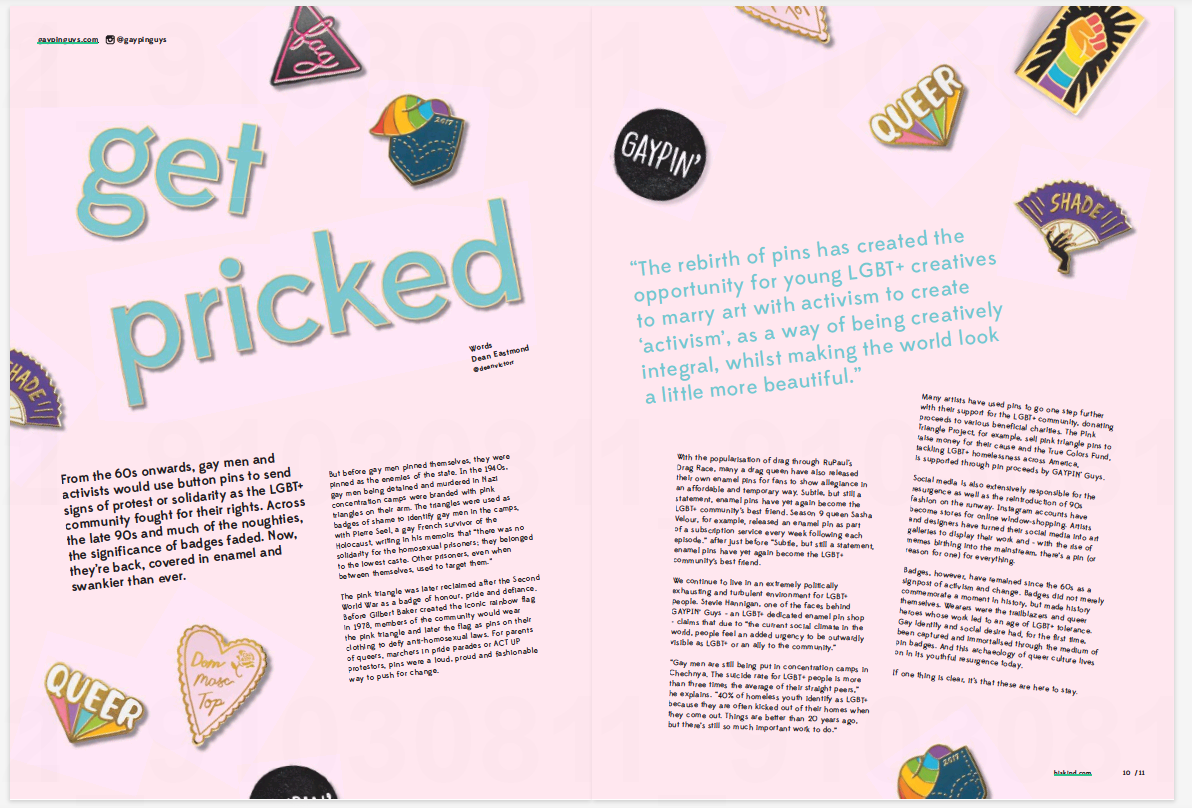 gaypinguys.com @gaypinguys
fag
2017
get
pricked
Words
Dean Eastmond
@deanvictorr
SHADE
From the 60s onwards, gay men and
activists would use button pins to send
signs of protest or solidarity as the LGBT+
community fought for their rights. Across
the late 90s and much of the noughties,
the significance of badges faded. Now,
they're back, covered in enamel and
swankier than ever.
QUEER
Dom
Masc
Top
But before gay men pinned themselves, they were
pinned as the enemies of the state. In the 1940s,
gay men being detained and murdered in Nazi
concentration camps were branded with pink
triangles on their arm. The triangles were used as
badges of shame to identify gay men in the camps,
with Pierre Seel, a gay French survivor of the
Holocaust, writing in his memoirs that "there was no
solidarity for the homosexual prisoners; they belonged
to the lowest caste. Other prisoners, even when
between themselves, used to target them."
The pink triangle was later reclaimed after the Second
World War as a badge of honour, pride and defiance.
Before Gilbert Baker created the iconic rainbow flag
in 1978, members of the community would wear
the pink triangle and later the flag as pins on their
clothing to defy anti-homosexual laws. For parents
of queers, marchers in pride parades or ACT UP
protestors, pins were a loud, proud and fashionable
way to push for change.
Top
QUEER
GAYPIN'
SHADE
"The rebirth of pins has created the
opportunity for young LGBT+ creatives
to marry art with activism to create
'activism', as a way of being creatively
integral, whilst making the world look
a little more beautiful."
With the popularisation of drag through RuPaul's
Drag Race, many a drag queen have also released
their own enamel pins for fans to show allegiance in
an affordable and temporary way. Subtle, but still a
statement, enamel pins have yet again become the
LGBT+ community's best friend. Season 9 queen Sasha
Velour, for example, released an enamel pin as part
of a subscription service every week following each
episode." after just before "Subtle, but still a statement,
enamel pins have yet again become the LGBT+
community's best friend.
We continue to live in an extremely politically
exhausting and turbulent environment for LGBT+
people. Stevie Hannigan, one of the faces behind
GAYPIN' Guys - an LGBT+ dedicated enamel pin shop
- claims that due to "the current social climate in the
world, people feel an added urgency to be outwardly
visible as LGBT+ or an ally to the community."
"Gay men are still being put in concentration camps in
Chechnya. The suicide rate for LGBT+ people is more
than three times the average of their straight peers,"
he explains. "40% of homeless youth identify as LGBT+
because they are often kicked out of their homes when
they come out. Things are better than 20 years ago,
but there's still so much important work to do."
Many artists have used pins to go one step further
with their support for the LGBT+ community, donating
proceeds to various beneficial charities. The Pink
Triangle Project, for example, sell pink triangle pins to
raise money for their cause and the True Colors Fund,
tackling LGBT+ homelessness across America,
is supported through pin proceeds by GAYPIN' Guys.
Social media is also extensively responsible for the
resurgence as well as the reintroduction of 90s
fashion on the runway. Instagram accounts have
become stores for online window-shopping. Artists
and designers have turned their social media into art
galleries to display their work and - with the rise of
memes birthing into the mainstream, there's a pin (or
reason for one) for everything.
Badges, however, have remained since the 60s as a
signpost of activism and change. Badges did not merely
commemorate a moment in history, but made history
themselves. Wearers were the trailblazers and queer
heroes whose work led to an age of LGBT+ tolerance.
Gay identity and social desire had, for the first time,
been captured and immortalised through the medium of
pin badges. And this archaeology of queer culture lives
on in its youthful resurgence today.
If one thing is clear, it's that these are here to stay.
2017
hiskind.com 10 /11